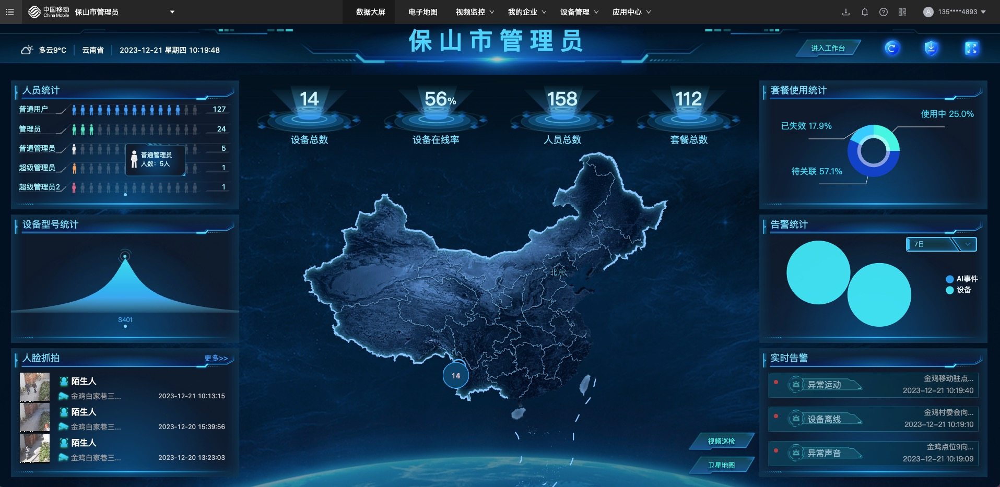 中国移动
China Mobile
保山市管理员
数据大屏
电子地图
视频监控
我的企业
设备管理
应用中心
135****4893
多云9°C
云南省
2023-12-21 星期四 10:19:48
保山市管理员
进入工作台
人员统计
普通用户 127
管理员 24
普通管理员 5
超级管理员 1
超级管理员2 1
普通管理员
人数：5人
设备型号统计
S401
人脸抓拍
更多>>
陌生人
金鸡白家巷三... 2023-12-21 10:13:15
陌生人
金鸡白家巷三... 2023-12-20 15:39:56
陌生人
金鸡白家巷三... 2023-12-20 13:23:03
14
设备总数
56%
设备在线率
158
人员总数
112
套餐总数
北京
14
视频巡检
卫星地图
套餐使用统计
使用中 25.0%
已失效 17.9%
待关联 57.1%
告警统计
7日
AI事件
设备
实时告警
异常运动
金鸡移动驻点...
2023-12-21 10:19:40
设备离线
金鸡村委会向...
2023-12-21 10:19:10
异常声音
金鸡点位9向...
2023-12-21 10:19:09